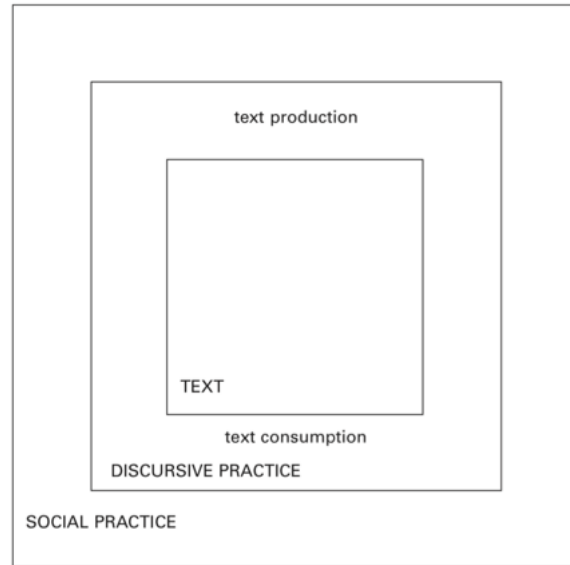 text production
TEXT
text consumption
DISCURSIVE PRACTICE
SOCIAL PRACTICE